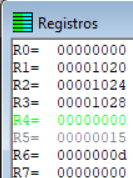 Registros
R0= 00000000
R1= 00001020
R2= 00001024
R3= 00001028
R4= 00000000
R5= 00000015
R6= 0000000d
R7= 00000000